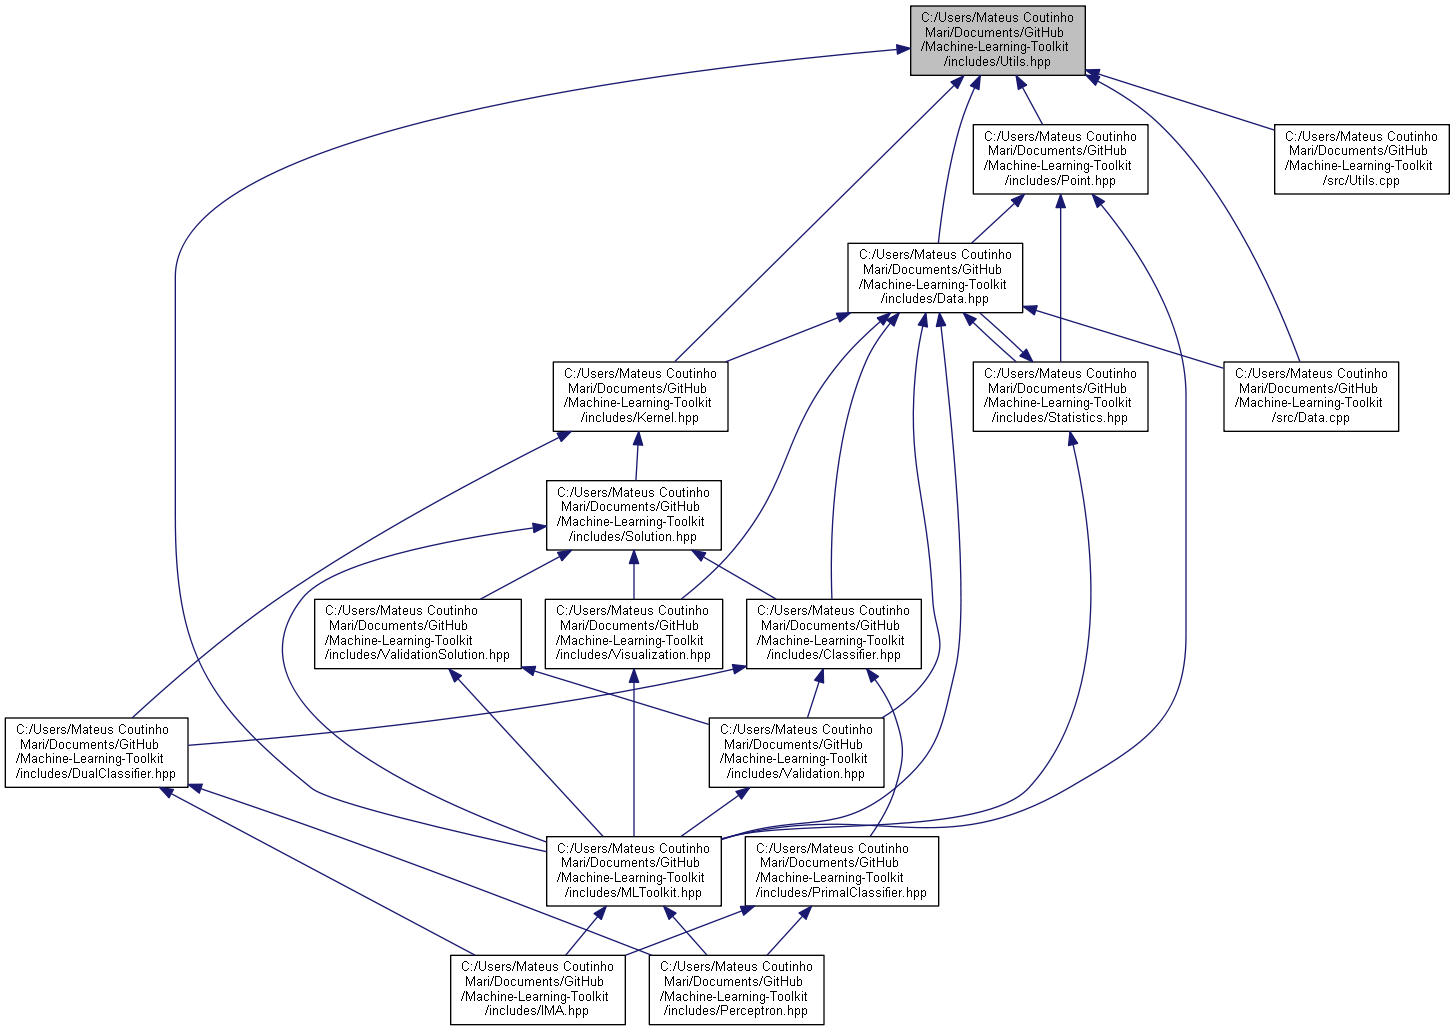 C:/Users/Mateus Coutinho
Mari/Documents/GitHub
/Machine-Learning-Toolkit
/includes/Utils.hpp
C:/Users/Mateus Coutinho
Mari/Documents/GitHub
/Machine-Learning-Toolkit
/includes/Point.hpp
C:/Users/Mateus Coutinho
Mari/Documents/GitHub
/Machine-Learning-Toolkit
/src/Utils.cpp
C:/Users/Mateus Coutinho
Mari/Documents/GitHub
/Machine-Learning-Toolkit
/includes/Data.hpp
C:/Users/Mateus Coutinho
Mari/Documents/GitHub
/Machine-Learning-Toolkit
/includes/Kernel.hpp
C:/Users/Mateus Coutinho
Mari/Documents/GitHub
/Machine-Learning-Toolkit
/includes/Statistics.hpp
C:/Users/Mateus Coutinho
Mari/Documents/GitHub
/Machine-Learning-Toolkit
/src/Data.cpp
C:/Users/Mateus Coutinho
Mari/Documents/GitHub
/Machine-Learning-Toolkit
/includes/Solution.hpp
C:/Users/Mateus Coutinho
Mari/Documents/GitHub
/Machine-Learning-Toolkit
/includes/ValidationSolution.hpp
C:/Users/Mateus Coutinho
Mari/Documents/GitHub
/Machine-Learning-Toolkit
/includes/Visualization.hpp
C:/Users/Mateus Coutinho
Mari/Documents/GitHub
/Machine-Learning-Toolkit
/includes/Classifier.hpp
C:/Users/Mateus Coutinho
Mari/Documents/GitHub
/Machine-Learning-Toolkit
/includes/DualClassifier.hpp
C:/Users/Mateus Coutinho
Mari/Documents/GitHub
/Machine-Learning-Toolkit
/includes/Validation.hpp
C:/Users/Mateus Coutinho
Mari/Documents/GitHub
/Machine-Learning-Toolkit
/includes/MLToolkit.hpp
C:/Users/Mateus Coutinho
Mari/Documents/GitHub
/Machine-Learning-Toolkit
/includes/PrimalClassifier.hpp
C:/Users/Mateus Coutinho
Mari/Documents/GitHub
/Machine-Learning-Toolkit
/includes/IMA.hpp
C:/Users/Mateus Coutinho
Mari/Documents/GitHub
/Machine-Learning-Toolkit
/includes/Perceptron.hpp